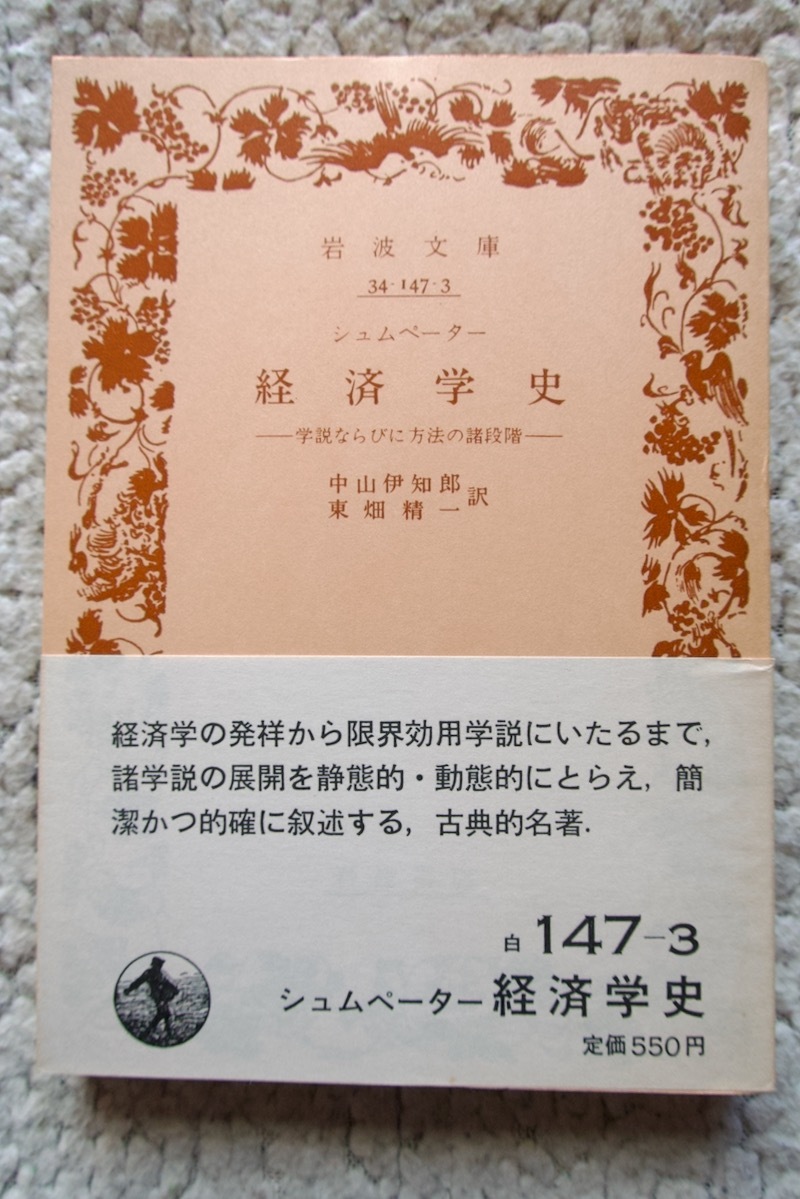 岩波文庫
34-147-3
シュムペーター
経済学史
――学説ならびに方法の諸段階――
中山伊知郎
東畑精一 訳
経済学の発祥から限界効用学説にいたるまで，
諸学説の展開を静態的・動態的にとらえ，簡
潔かつ的確に叙述する，古典的名著．
白 147-3
シュムペーター 経済学史
定価550円